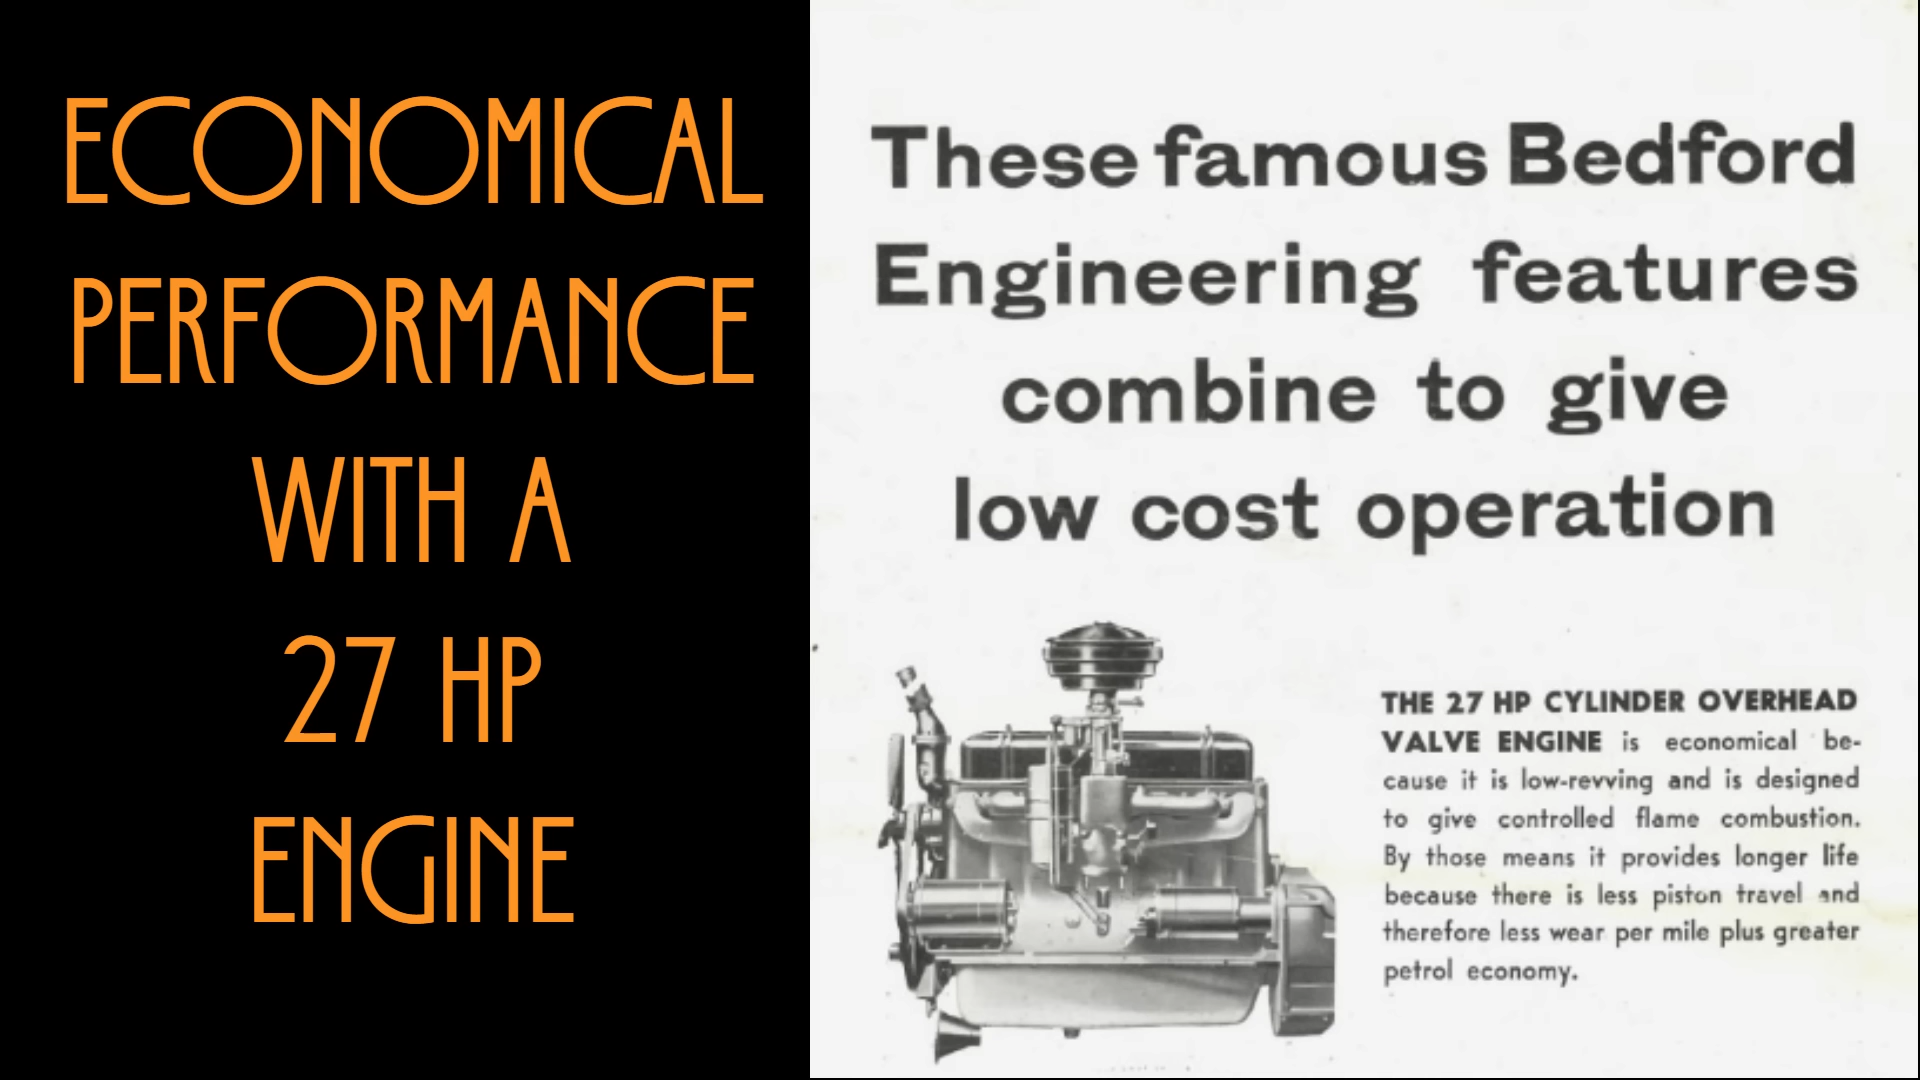 ECONOMICAL
PERFORMANCE
WITH A
27 HP
ENGINE
These famous Bedford
Engineering features
combine to give
low cost operation
THE 27 HP CYLINDER OVERHEAD
VALVE ENGINE is economical be-
cause it is low-revving and is designed
to give controlled flame combustion.
By those means it provides longer life
because there is less piston travel and
therefore less wear per mile plus greater
petrol economy.